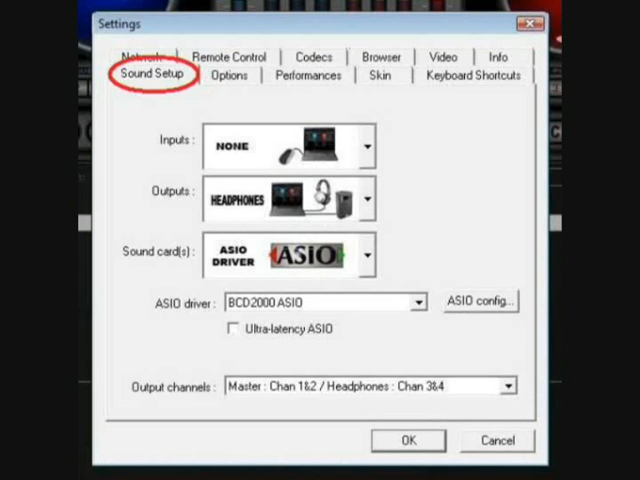 Settings
Network Remote Control Codecs Browser Video Info
Sound Setup Options Performances Skin Keyboard Shortcuts
Inputs : NONE
Outputs : HEADPHONES
Sound card(s) : ASIO DRIVER ASiO
ASIO driver : BCD2000 ASIO ASIO config...
Ultra-latency ASIO
Output channels : Master : Chan 1&2 / Headphones : Chan 3&4
OK Cancel